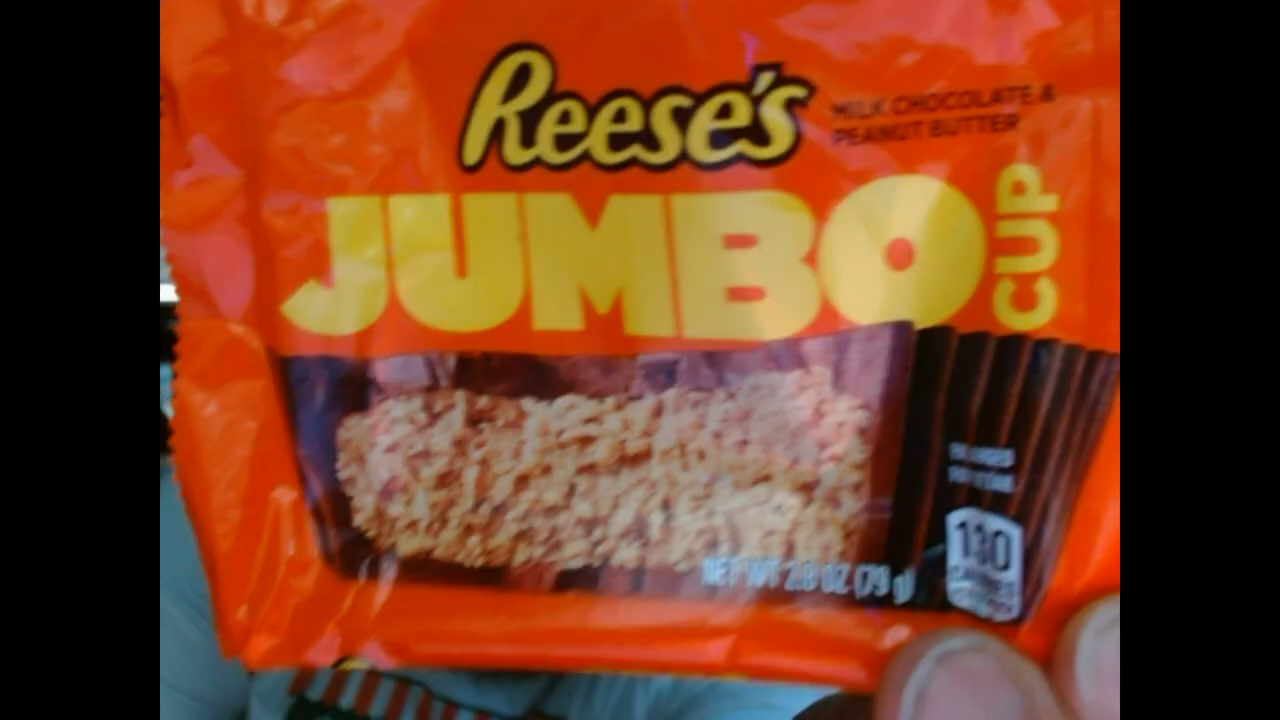 Reese's
MILK CHOCOLATE &
PEANUT BUTTER
JUMBO
CUP
NET WT 2.8 OZ (79 g)